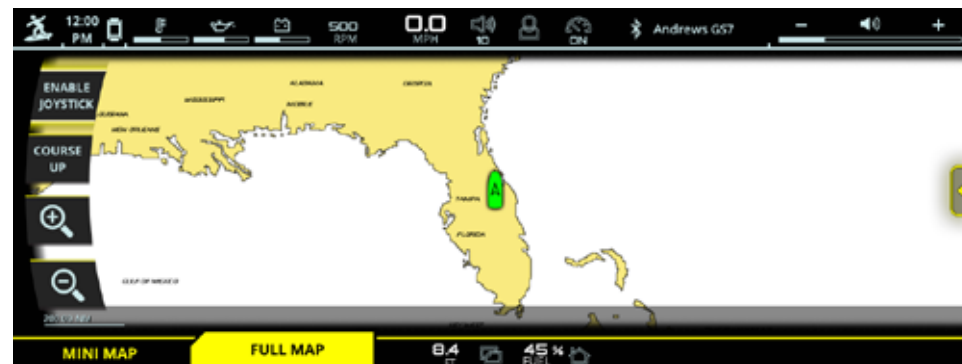 12:00
PM
500
RPM
0.0
MPH
10
ON
Andrews GS7
ENABLE
JOYSTICK
COURSE
UP
ALABAMA
GEORGIA
MISSISSIPPI
MOBILE
NEW ORLEANS
TAMPA
FLORIDA
GULF OF MEXICO
A
MINI MAP
FULL MAP
8.4
FT
45 %
FUEL